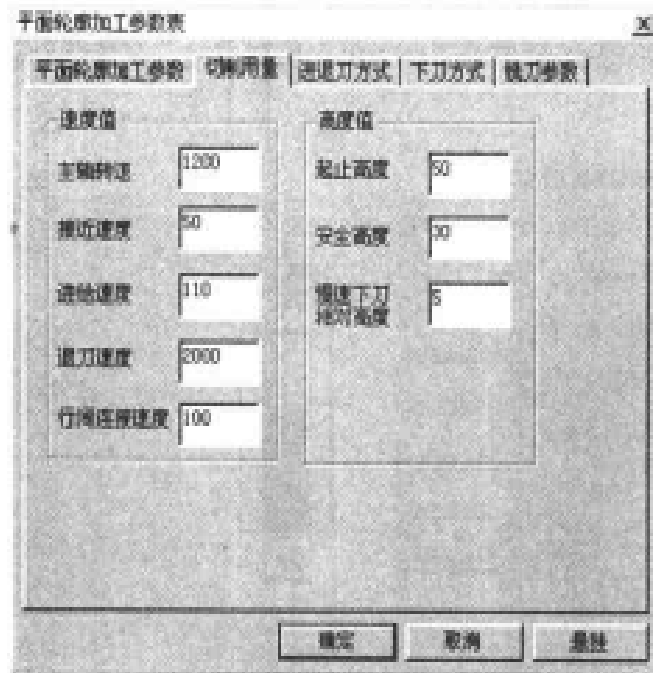 平面轮廓加工参数表
平面轮廓加工参数 切削用量 进退刀方式 下刀方式 铣刀参数
速度值
主轴转速 1200
接近速度 50
进给速度 110
退刀速度 2000
行间连接速度 100
高度值
起止高度 50
安全高度 30
慢速下刀
相对高度 5
确定 取消 悬挂